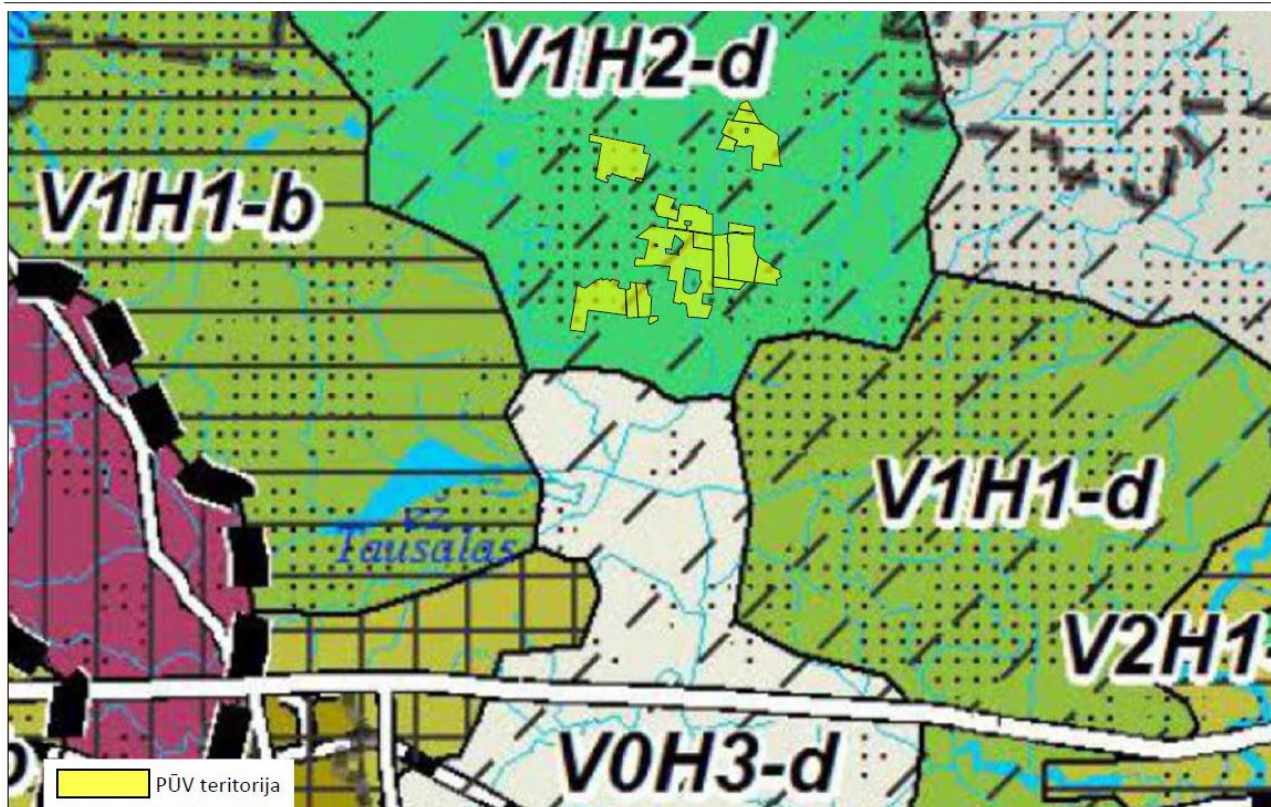 V1H2-d
V1H1-b
V1H1-d
Tausalas
V2H1-
V0H3-d
PŪV teritorija